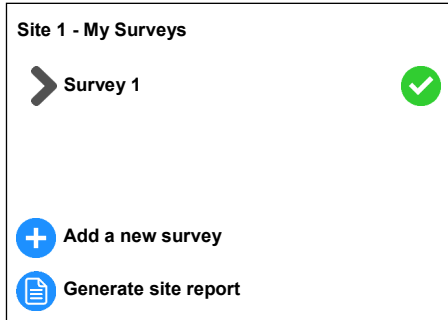 Site 1 - My Surveys
Survey 1
Add a new survey
Generate site report